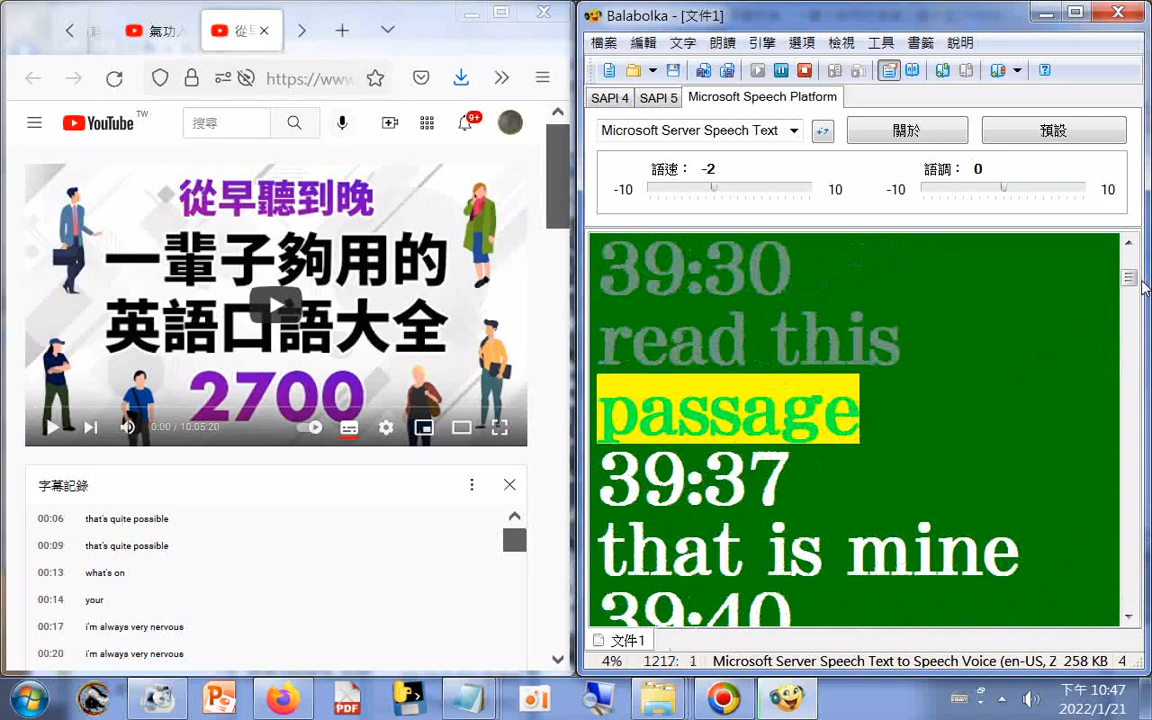 氣功
從
https://www
YouTube TW
搜尋
9+
從早聽到晚
一輩子夠用的
英語口語大全
2700
0:00 / 10:05:20
字幕記錄
00:06 that's quite possible
00:09 that's quite possible
00:13 what's on
00:14 your
00:17 i'm always very nervous
00:20 i'm always very nervous
Balabolka - [文件1]
檔案 編輯 文字 朗讀 引擎 選項 檢視 工具 書籤 說明
SAPI 4 SAPI 5 Microsoft Speech Platform
Microsoft Server Speech Text 關於 預設
語速： -2 語調： 0
-10 10 -10 10
39:30
read this
passage
39:37
that is mine
39:40
文件1
4% 1217: 1 Microsoft Server Speech Text to Speech Voice (en-US, Z 258 KB 4
PDF
下午 10:47
2022/1/21